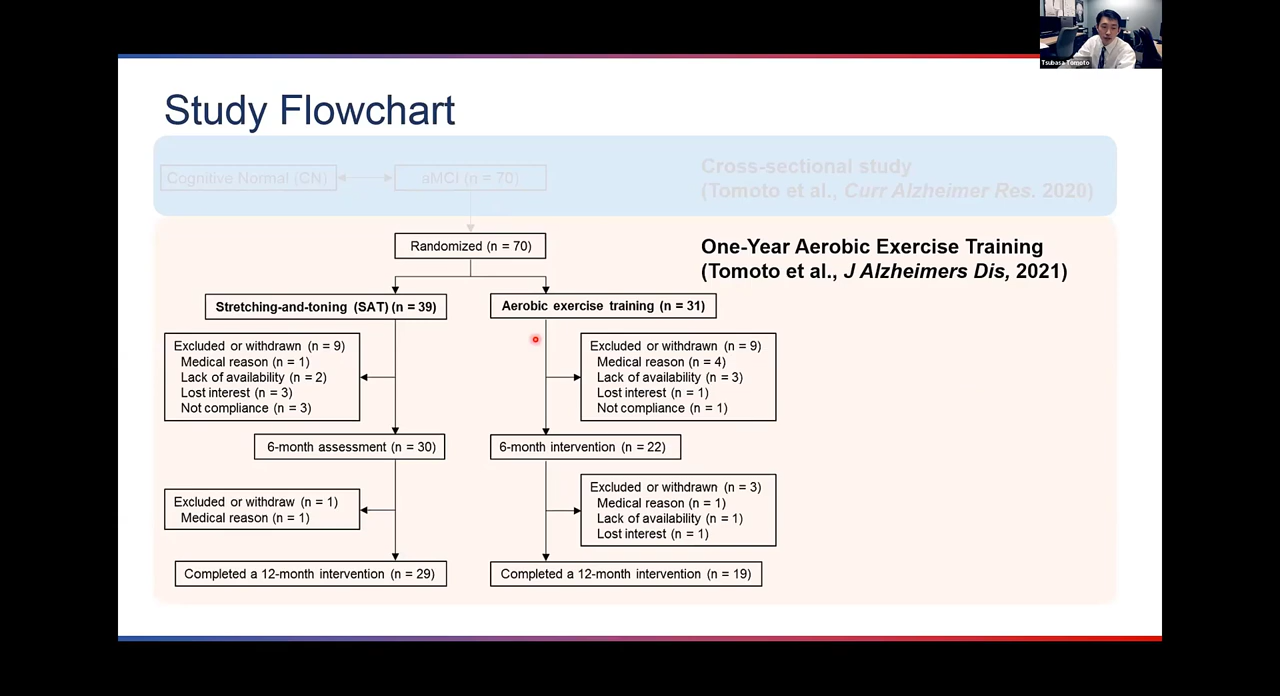 Tsubasa Tomoto
Study Flowchart
Cognitive Normal (CN)
aMCI (n = 70)
Cross-sectional study
(Tomoto et al., Curr Alzheimer Res. 2020)
Randomized (n = 70)
One-Year Aerobic Exercise Training
(Tomoto et al., J Alzheimers Dis, 2021)
Stretching-and-toning (SAT) (n = 39)
Aerobic exercise training (n = 31)
Excluded or withdrawn (n = 9)
Medical reason (n = 1)
Lack of availability (n = 2)
Lost interest (n = 3)
Not compliance (n = 3)
Excluded or withdrawn (n = 9)
Medical reason (n = 4)
Lack of availability (n = 3)
Lost interest (n = 1)
Not compliance (n = 1)
6-month assessment (n = 30)
6-month intervention (n = 22)
Excluded or withdraw (n = 1)
Medical reason (n = 1)
Excluded or withdrawn (n = 3)
Medical reason (n = 1)
Lack of availability (n = 1)
Lost interest (n = 1)
Completed a 12-month intervention (n = 29)
Completed a 12-month intervention (n = 19)